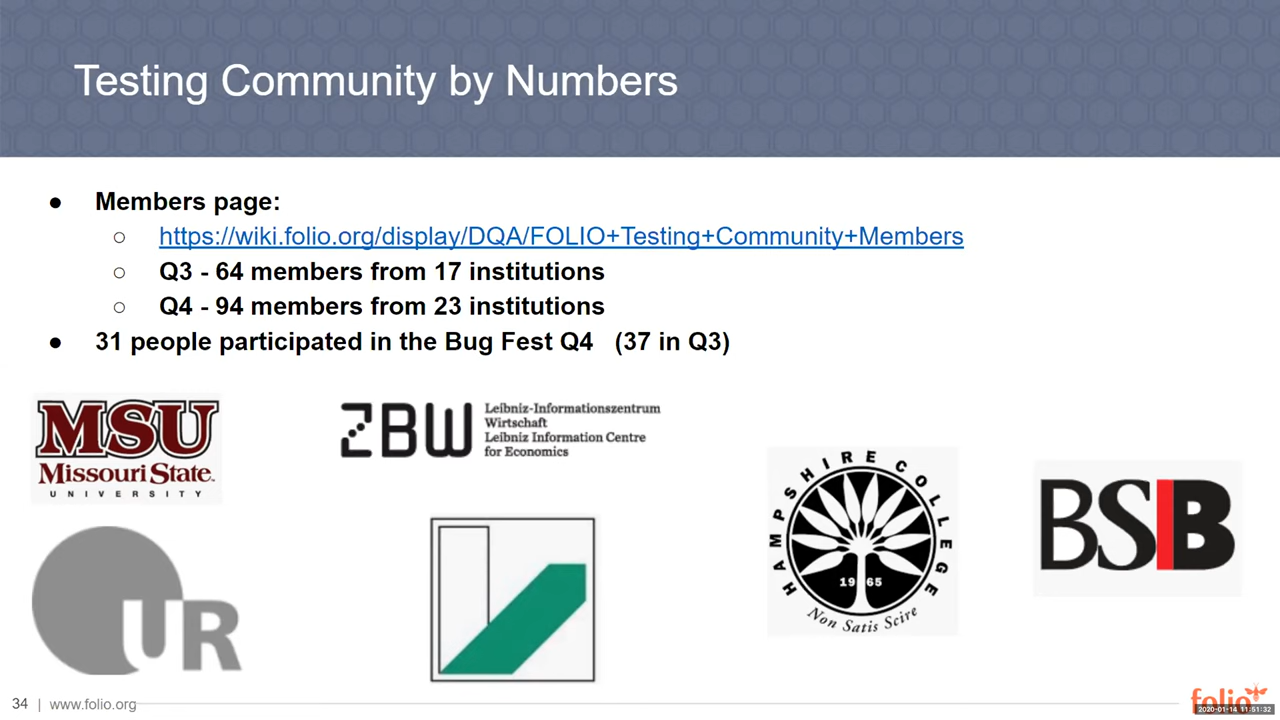 Testing Community by Numbers
● Members page:
○ https://wiki.folio.org/display/DQA/FOLIO+Testing+Community+Members
○ Q3 - 64 members from 17 institutions
○ Q4 - 94 members from 23 institutions
● 31 people participated in the Bug Fest Q4 (37 in Q3)
MSU
Missouri State
UNIVERSITY
ZBW
Leibniz-Informationszentrum
Wirtschaft
Leibniz Information Centre
for Economics
HAMPSHIRE COLLEGE
1965
Non Satis Scire
BSB
UR
34 | www.folio.org
folio
2020-01-14 11:51:32